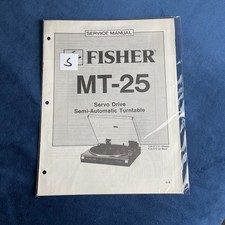 SERVICE MANUAL
FISHER
S
MT-25
Servo Drive
Semi-Automatic Turntable